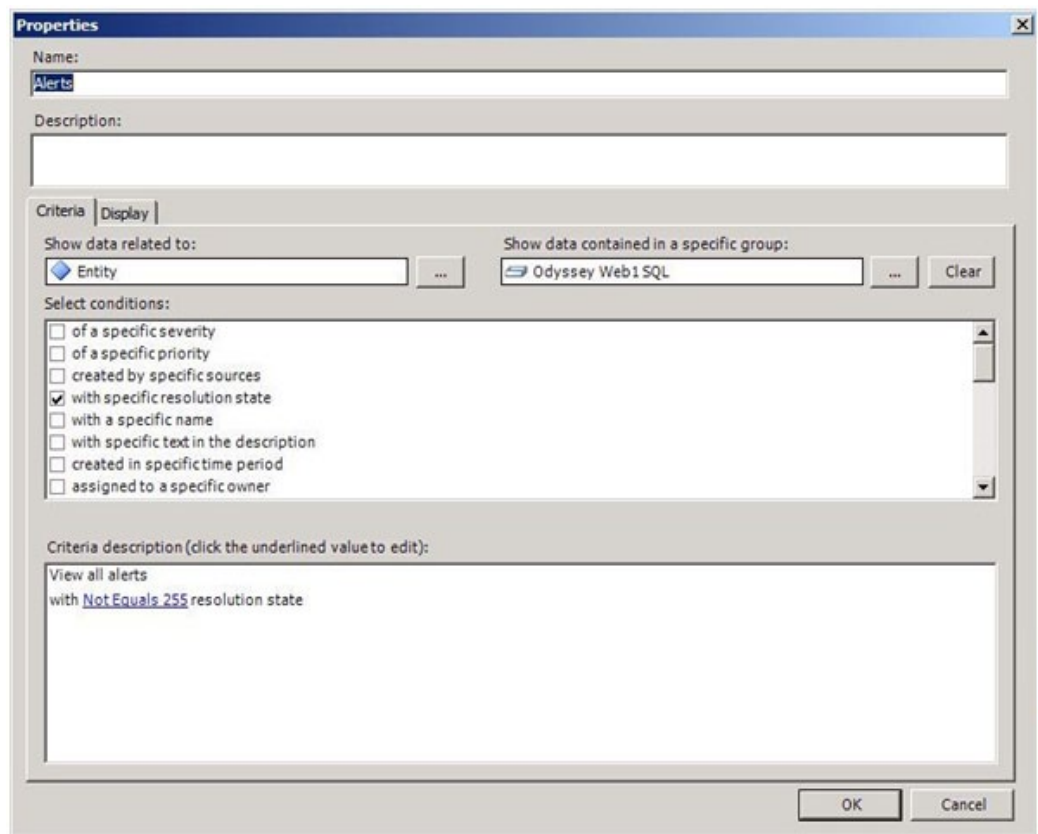 Properties
Name:
Alerts
Description:
Criteria Display
Show data related to: Show data contained in a specific group:
Entity ... Odyssey Web1 SQL ... Clear
Select conditions:
of a specific severity
of a specific priority
created by specific sources
with specific resolution state
with a specific name
with specific text in the description
created in specific time period
assigned to a specific owner
Criteria description (click the underlined value to edit):
View all alerts
with Not Equals 255 resolution state
OK Cancel